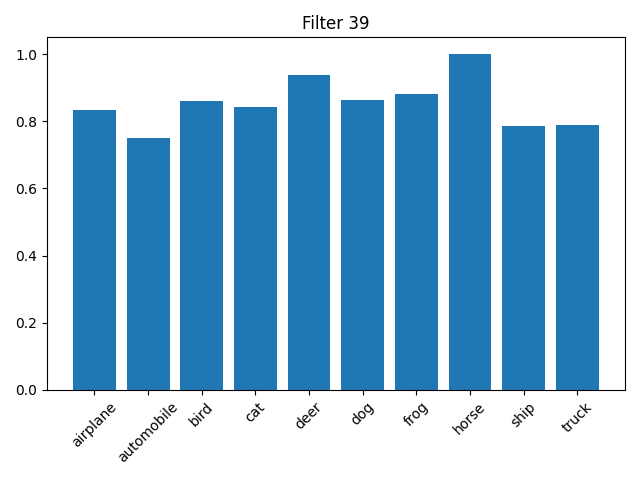 Filter 39
1.0
0.8
0.6
0.4
0.2
0.0
airplane
automobile
bird
cat
deer
dog
frog
horse
ship
truck